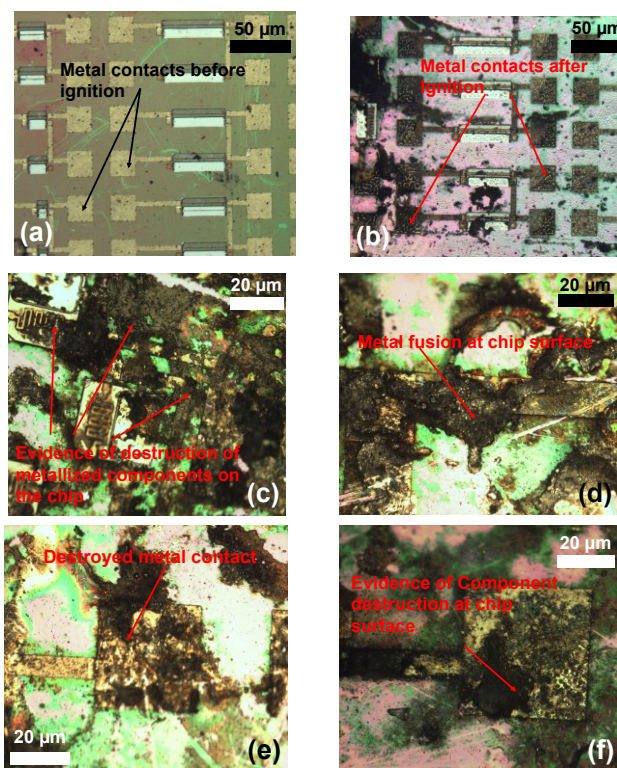 50 µm
Metal contacts before
ignition
(a)
50 µm
Metal contacts after
Ignition
(b)
20 µm
Evidence of destruction of
metallized components on
the chip
(c)
20 µm
Metal fusion at chip surface
(d)
Destroyed metal contact
20 µm
(e)
20 µm
Evidence of Component
destruction at chip
surface
(f)